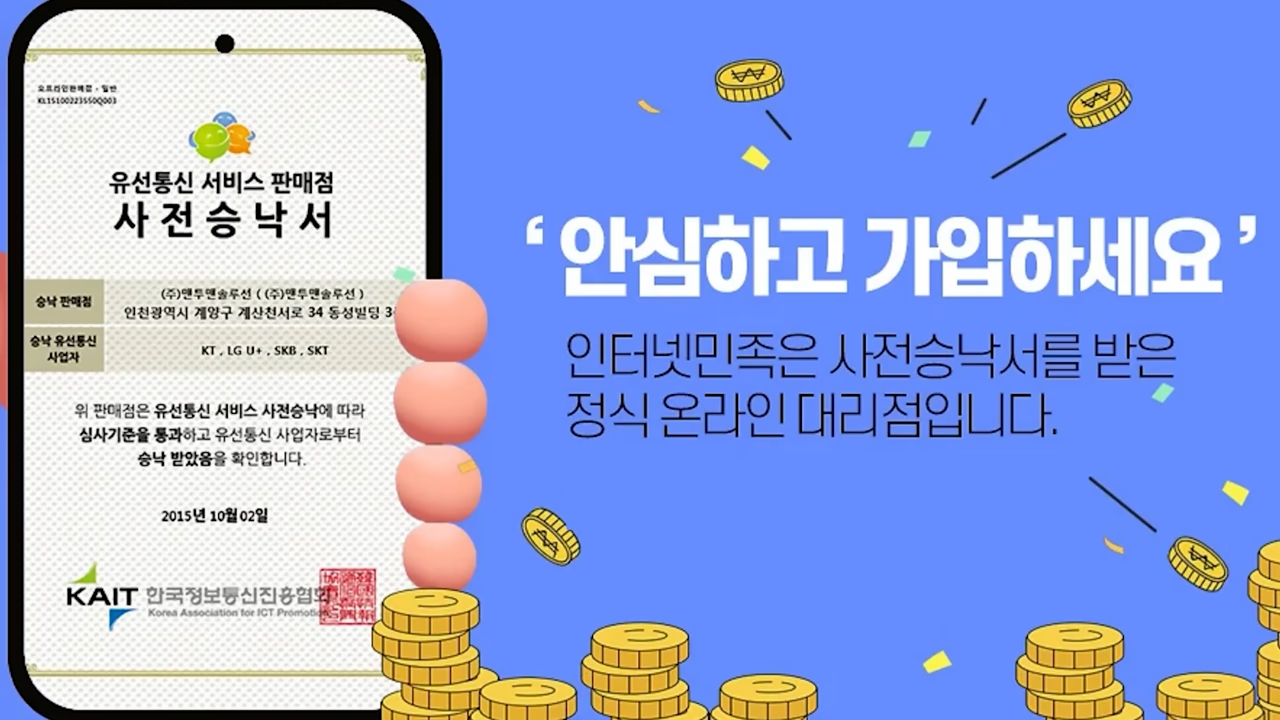 오프라인판매점 - 일반
KL15100223550Q003
유선통신 서비스 판매점
사전승낙서
승낙 판매점
(주)맨투맨솔루션 ( (주)맨투맨솔루션 )
인천광역시 계양구 계산천서로 34 동성빌딩
승낙 유선통신
사업자
KT , LG U+ , SKB , SKT
위 판매점은 유선통신 서비스 사전승낙에 따라
심사기준을 통과하고 유선통신 사업자로부터
승낙 받았음을 확인합니다.
2015년 10월 02일
KAIT 한국정보통신진흥협회
Korea Association for ICT Promotion
‘ 안심하고 가입하세요 ’
인터넷민족은 사전승낙서를 받은
정식 온라인 대리점입니다.